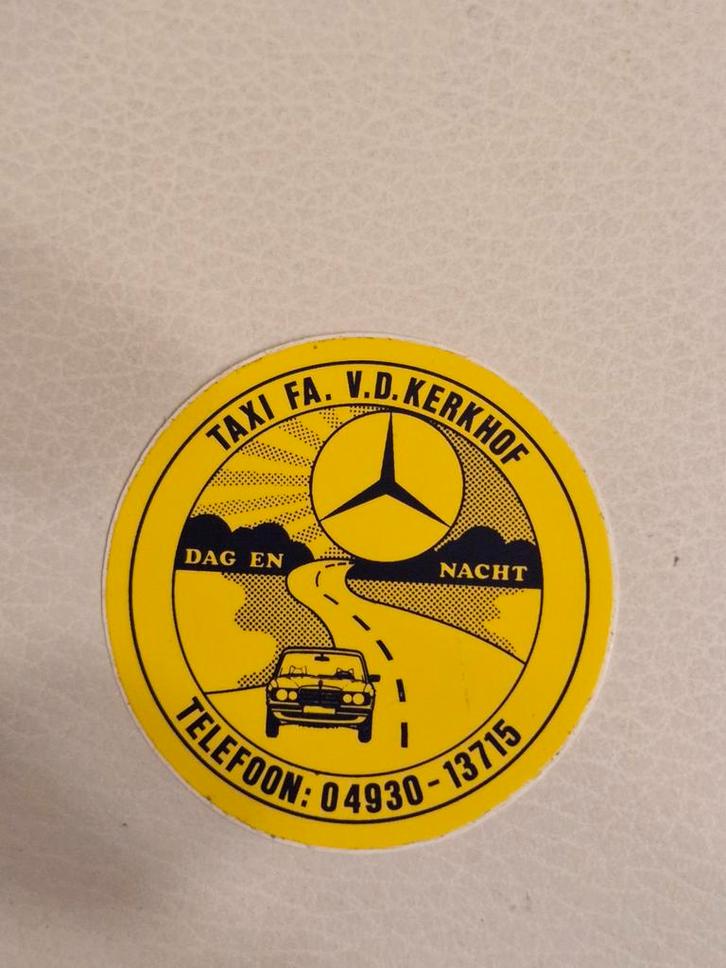 TAXI FA. V.D. KERKHOF
DAG EN NACHT
TELEFOON: 04930-13715